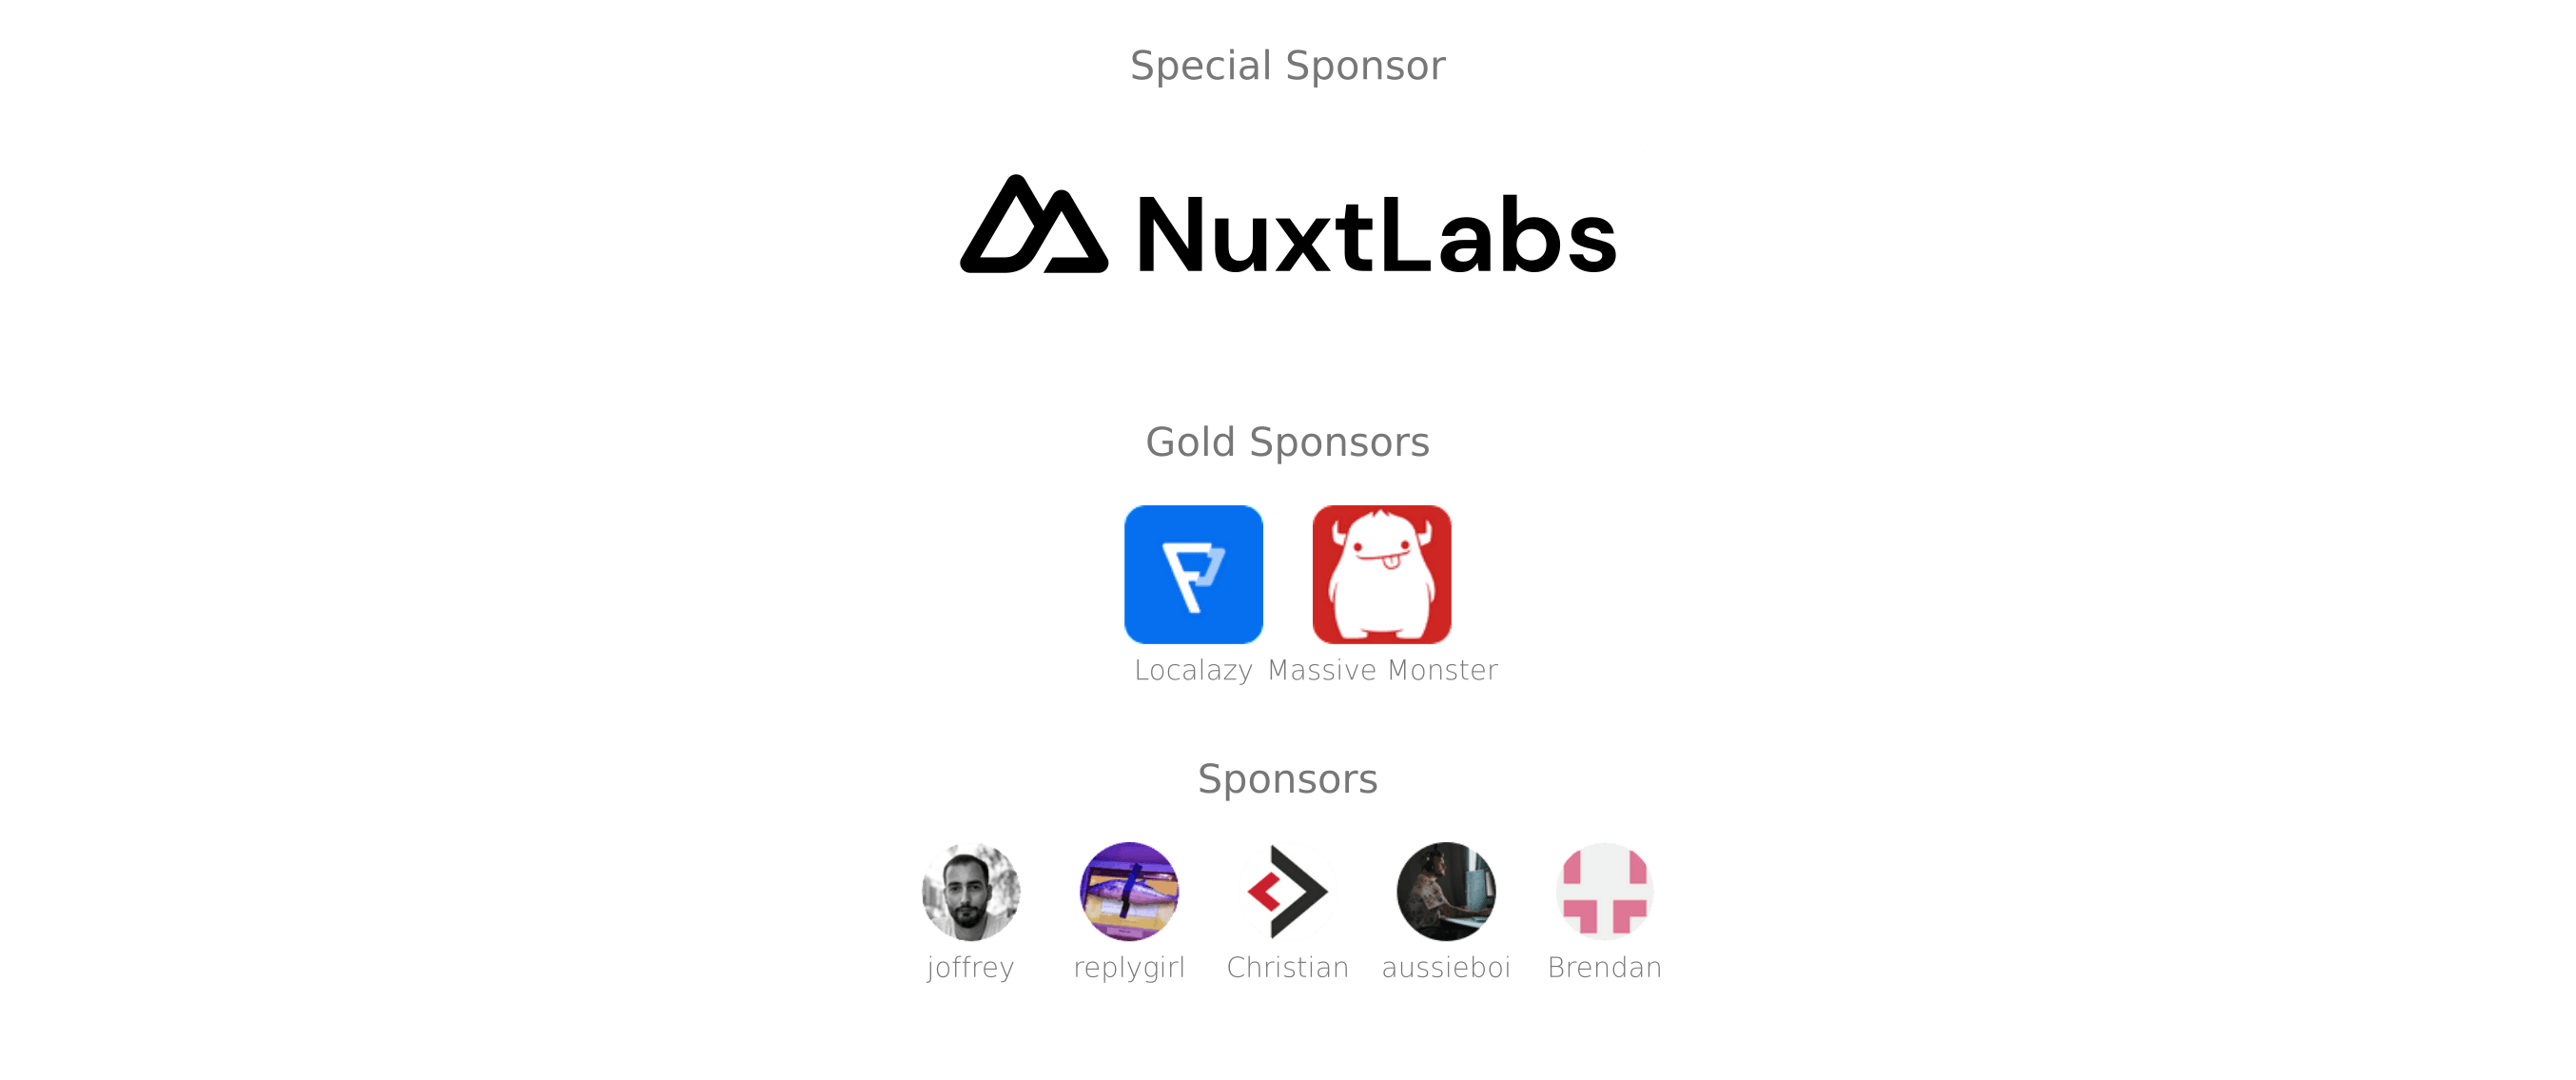 Special Sponsor
NuxtLabs
Gold Sponsors
Localazy Massive Monster
Sponsors
joffrey replygirl Christian aussieboi Brendan